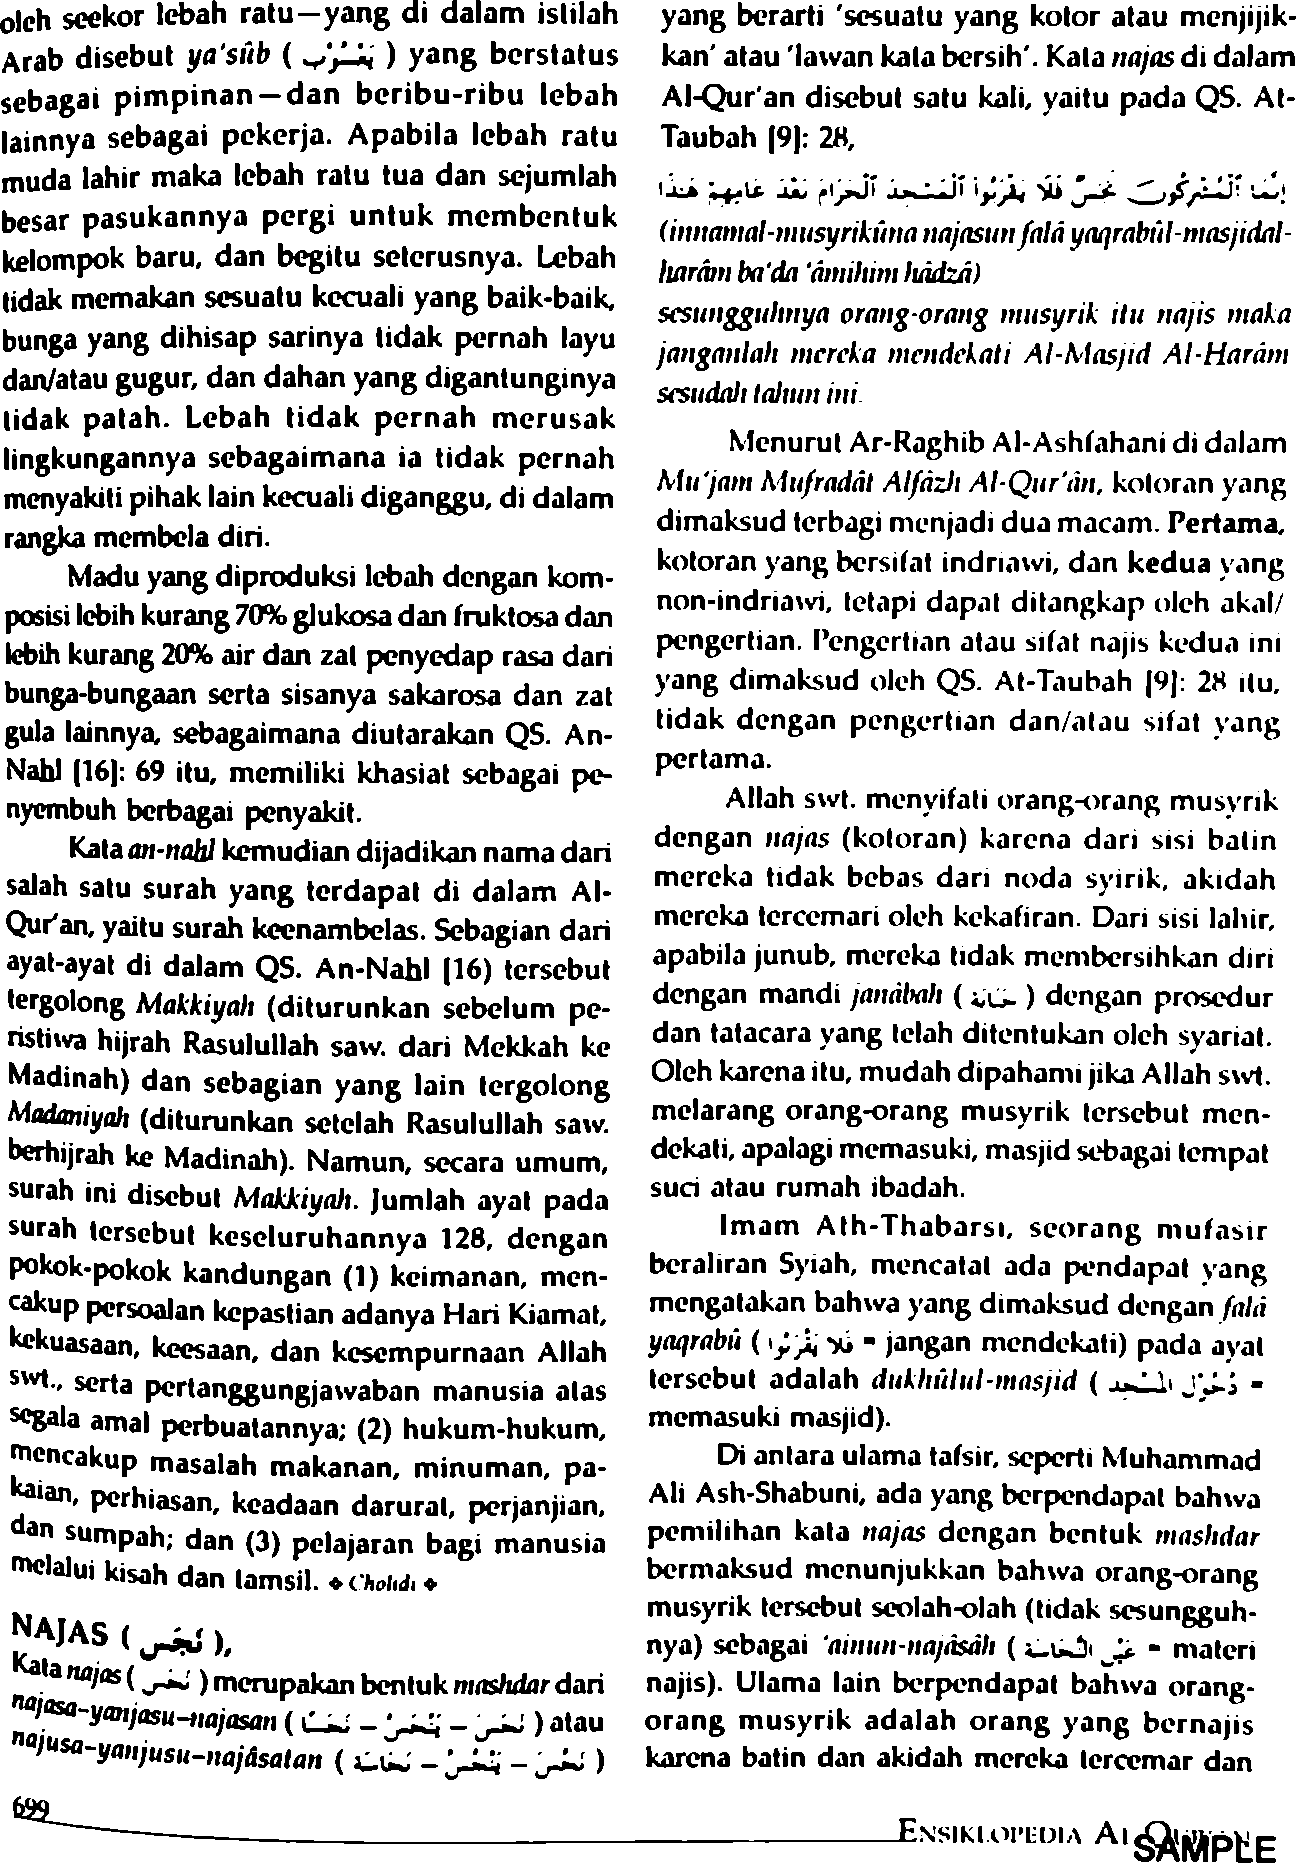 oleh seekor lebah ratu—yang di dalam istilah
Arab disebut ya'sûb ( يَعْسُوْب ) yang berstatus
sebagai pimpinan—dan beribu-ribu lebah
lainnya sebagai pekerja. Apabila lebah ratu
muda lahir maka lebah ratu tua dan sejumlah
besar pasukannya pergi untuk membentuk
kelompok baru, dan begitu seterusnya. Lebah
tidak memakan sesuatu kecuali yang baik-baik,
bunga yang dihisap sarinya tidak pernah layu
dan/atau gugur, dan dahan yang digantunginya
tidak patah. Lebah tidak pernah merusak
lingkungannya sebagaimana ia tidak pernah
menyakiti pihak lain kecuali diganggu, di dalam
rangka membela diri.
Madu yang diproduksi lebah dengan kom-
posisi lebih kurang 70% glukosa dan fruktosa dan
lebih kurang 20% air dan zat penyedap rasa dari
bunga-bungaan serta sisanya sakarosa dan zat
gula lainnya, sebagaimana diutarakan QS. An-
Nahl [16]: 69 itu, memiliki khasiat sebagai pe-
nyembuh berbagai penyakit.
Kata an-nahl kemudian dijadikan nama dari
salah satu surah yang terdapat di dalam Al-
Qur'an, yaitu surah keenambelas. Sebagian dari
ayat-ayat di dalam QS. An-Nahl [16) tersebut
tergolong Makkiyah (diturunkan sebelum pe-
ristiwa hijrah Rasulullah saw. dari Mekkah ke
Madinah) dan sebagian yang lain tergolong
Madaniyah (diturunkan setelah Rasulullah saw.
berhijrah ke Madinah). Namun, secara umum,
surah ini disebut Makkiyah. Jumlah ayat pada
surah tersebut keseluruhannya 128, dengan
pokok-pokok kandungan (1) keimanan, men-
cakup persoalan kepastian adanya Hari Kiamat,
kekuasaan, keesaan, dan kesempurnaan Allah
swt., serta pertanggungjawaban manusia atas
segala amal perbuatannya; (2) hukum-hukum,
mencakup masalah makanan, minuman, pa-
kaian, perhiasan, keadaan darurat, perjanjian,
dan sumpah; dan (3) pelajaran bagi manusia
melalui kisah dan tamsil. ♦ Cholidi ♦
NAJAS ( نَجَس ),
Kata najas ( نَجَس ) merupakan bentuk mashdar dari
najasa-yanjasu-najasan ( نَجِسَ – يَنْجَسُ – نَجَسًا ) atau
najusa-yanjusu-najâsatan ( نَجُسَ – يَنْجُسُ – نَجَاسَة )
699
yang berarti 'sesuatu yang kotor atau menjijik-
kan' atau 'lawan kata bersih'. Kata najas di dalam
Al-Qur'an disebut satu kali, yaitu pada QS. At-
Taubah [9]: 28,
إِنَّمَا ٱلْمُشْرِكُونَ نَجَسٌ فَلَا يَقْرَبُوا۟ ٱلْمَسْجِدَ ٱلْحَرَامَ بَعْدَ عَامِهِمْ هَـٰذَا
(innamal-musyrikûna najasun falâ yaqrabûl-masjidal-
harâm ba'da 'âmihim hâdzâ)
sesungguhnya orang-orang musyrik itu najis maka
janganlah mereka mendekati Al-Masjid Al-Harâm
sesudah tahun ini.
Menurut Ar-Raghib Al-Ashfahani di dalam
Mu'jam Mufradât Alfâzh Al-Qur'ân, kotoran yang
dimaksud terbagi menjadi dua macam. Pertama,
kotoran yang bersifat indriawi, dan kedua yang
non-indriawi, tetapi dapat ditangkap oleh akal/
pengertian. Pengertian atau sifat najis kedua ini
yang dimaksud oleh QS. At-Taubah [9]: 28 itu,
tidak dengan pengertian dan/atau sifat yang
pertama.
Allah swt. menyifati orang-orang musyrik
dengan najas (kotoran) karena dari sisi batin
mereka tidak bebas dari noda syirik, akidah
mereka tercemari oleh kekafiran. Dari sisi lahir,
apabila junub, mereka tidak membersihkan diri
dengan mandi janâbah ( جَنَابَة ) dengan prosedur
dan tatacara yang telah ditentukan oleh syariat.
Oleh karena itu, mudah dipahami jika Allah swt.
melarang orang-orang musyrik tersebut men-
dekati, apalagi memasuki, masjid sebagai tempat
suci atau rumah ibadah.
Imam Ath-Thabarsi, seorang mufasir
beraliran Syiah, mencatat ada pendapat yang
mengatakan bahwa yang dimaksud dengan falâ
yaqrabû ( فَلَا يَقْرَبُوا = jangan mendekati) pada ayat
tersebut adalah dukhûlul-masjid ( دُخُوْلُ الْمَسْجِد =
memasuki masjid).
Di antara ulama tafsir, seperti Muhammad
Ali Ash-Shabuni, ada yang berpendapat bahwa
pemilihan kata najas dengan bentuk mashdar
bermaksud menunjukkan bahwa orang-orang
musyrik tersebut seolah-olah (tidak sesungguh-
nya) sebagai 'ainun-najâsâh ( عَيْنُ النَّجَاسَة = materi
najis). Ulama lain berpendapat bahwa orang-
orang musyrik adalah orang yang bernajis
karena batin dan akidah mereka tercemar dan
ENSIKLOPEDIA AL-QUR'AN
SAMPLE